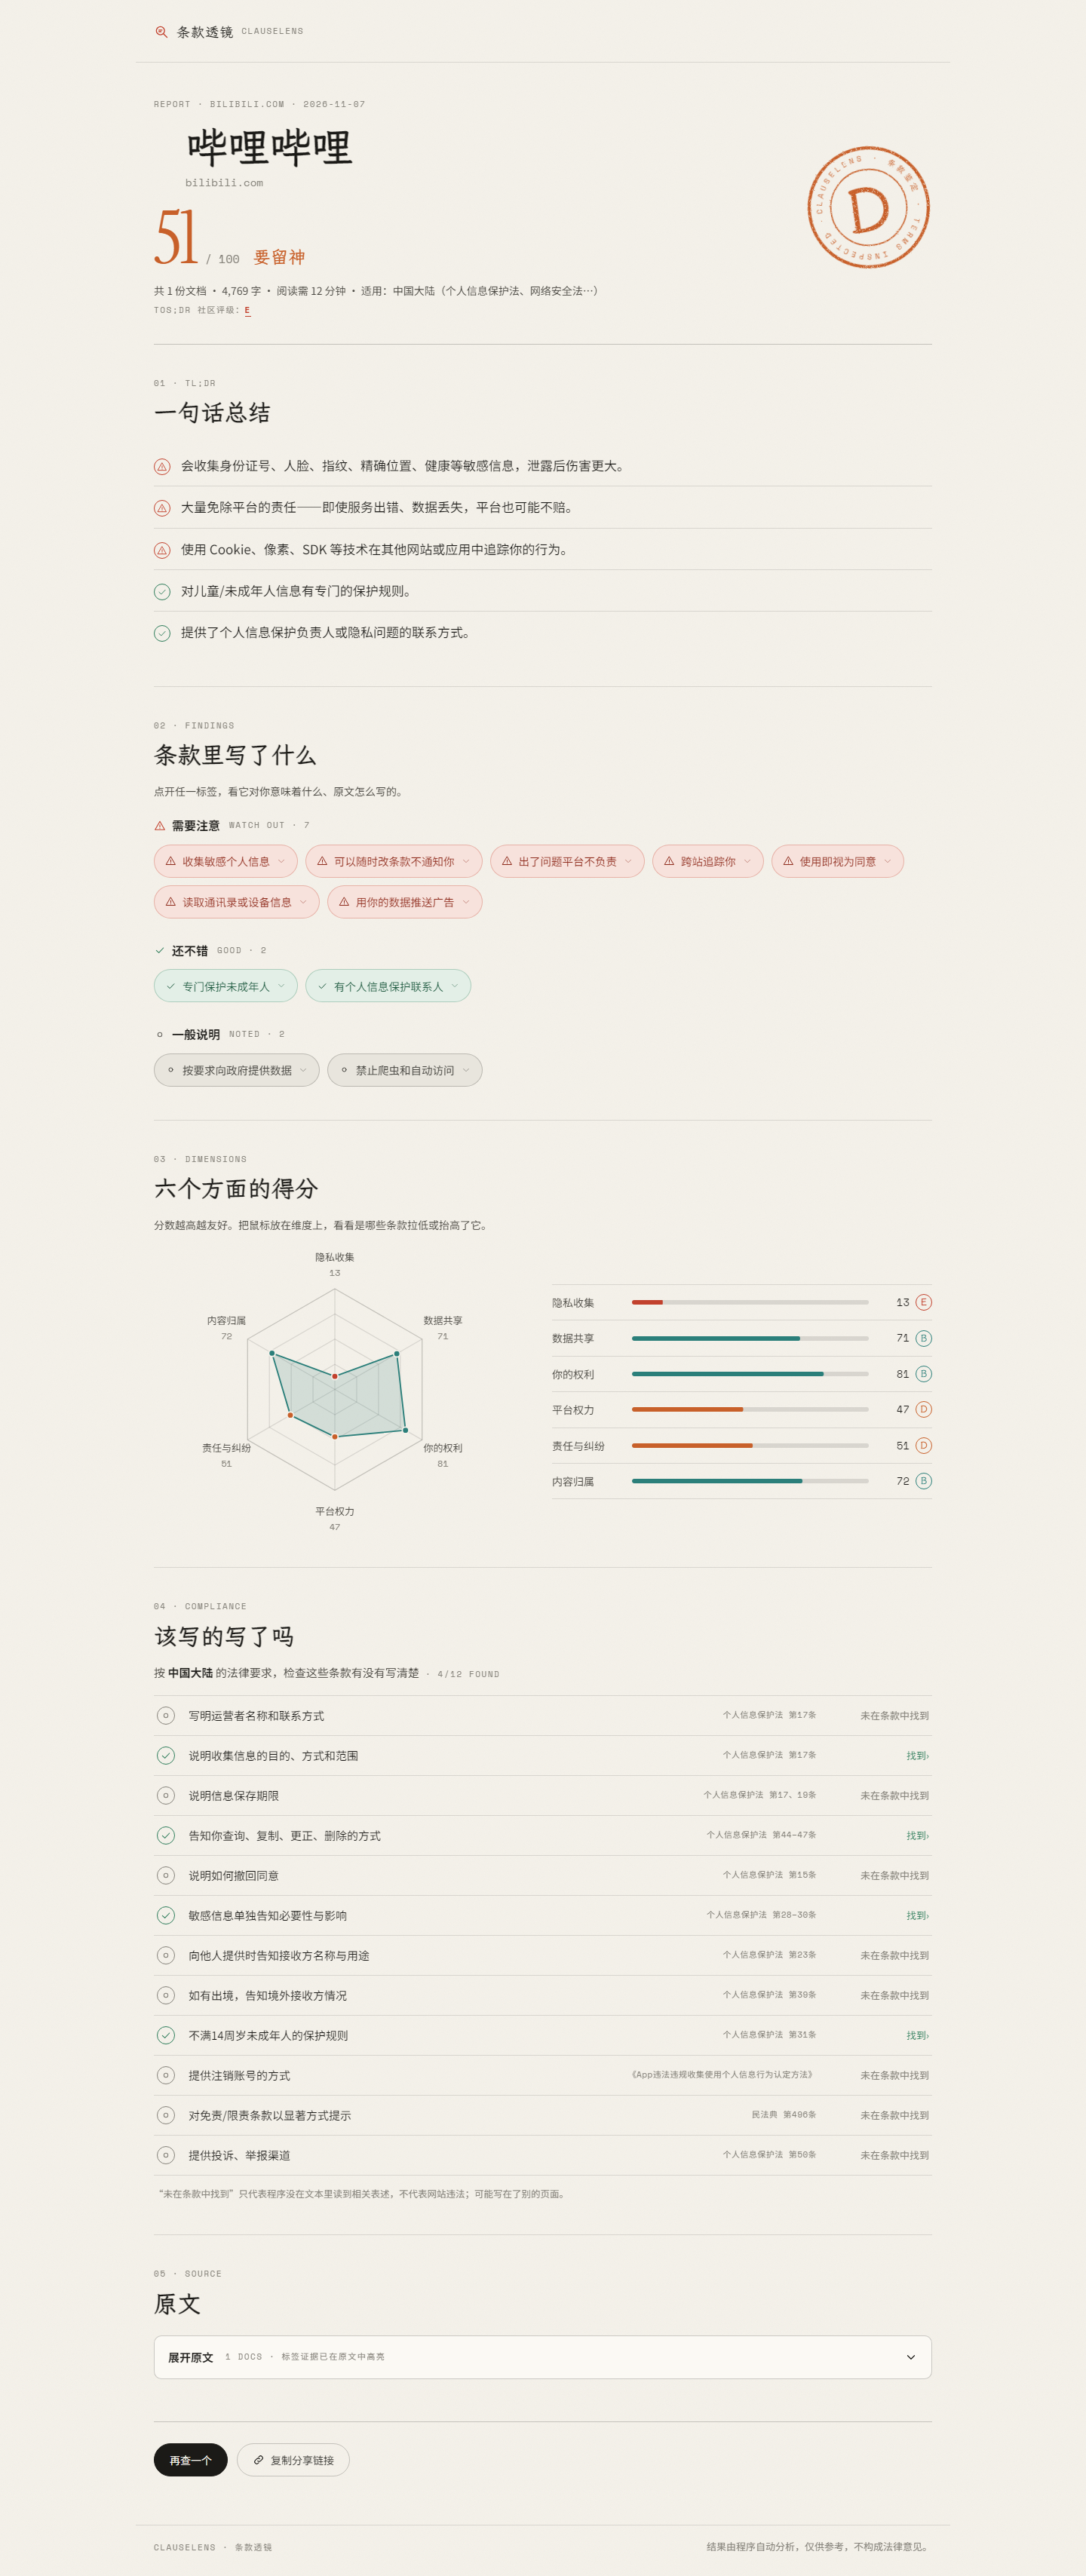 条款透镜 CLAUSELENS
REPORT · BILIBILI.COM · 2026-11-07
哔哩哔哩
bilibili.com
51 / 100 要留神
CLAUSELENS · 条款鉴定 · TERMS INSPECTED ·
D
共 1 份文档 · 4,769 字 · 阅读需 12 分钟 · 适用：中国大陆（个人信息保护法、网络安全法…）
TOS;DR 社区评级: E
01 · TL;DR
一句话总结
会收集身份证号、人脸、指纹、精确位置、健康等敏感信息，泄露后伤害更大。
大量免除平台的责任——即使服务出错、数据丢失，平台也可能不赔。
使用 Cookie、像素、SDK 等技术在其他网站或应用中追踪你的行为。
对儿童/未成年人信息有专门的保护规则。
提供了个人信息保护负责人或隐私问题的联系方式。
02 · FINDINGS
条款里写了什么
点开任一标签，看它对你意味着什么、原文怎么写的。
需要注意 WATCH OUT · 7
收集敏感个人信息 可以随时改条款不通知你 出了问题平台不负责 跨站追踪你 使用即视为同意
读取通讯录或设备信息 用你的数据推送广告
还不错 GOOD · 2
专门保护未成年人 有个人信息保护联系人
一般说明 NOTED · 2
按要求向政府提供数据 禁止爬虫和自动访问
03 · DIMENSIONS
六个方面的得分
分数越高越友好。把鼠标放在维度上，看看是哪些条款拉低或抬高了它。
隐私收集
13
数据共享
71
你的权利
81
平台权力
47
责任与纠纷
51
内容归属
72
隐私收集 13 E
数据共享 71 B
你的权利 81 B
平台权力 47 D
责任与纠纷 51 D
内容归属 72 B
04 · COMPLIANCE
该写的写了吗
按 中国大陆 的法律要求，检查这些条款有没有写清楚 · 4/12 FOUND
写明运营者名称和联系方式 个人信息保护法 第17条 未在条款中找到
说明收集信息的目的、方式和范围 个人信息保护法 第17条 找到›
说明信息保存期限 个人信息保护法 第17、19条 未在条款中找到
告知你查询、复制、更正、删除的方式 个人信息保护法 第44–47条 找到›
说明如何撤回同意 个人信息保护法 第15条 未在条款中找到
敏感信息单独告知必要性与影响 个人信息保护法 第28–30条 找到›
向他人提供时告知接收方名称与用途 个人信息保护法 第23条 未在条款中找到
如有出境，告知境外接收方情况 个人信息保护法 第39条 未在条款中找到
不满14周岁未成年人的保护规则 个人信息保护法 第31条 找到›
提供注销账号的方式 《App违法违规收集使用个人信息行为认定方法》 未在条款中找到
对免责/限责条款以显著方式提示 民法典 第496条 未在条款中找到
提供投诉、举报渠道 个人信息保护法 第50条 未在条款中找到
“未在条款中找到”只代表程序没在文本里读到相关表述，不代表网站违法；可能写在了别的页面。
05 · SOURCE
原文
展开原文 1 DOCS · 标签证据已在原文中高亮
再查一个 复制分享链接
CLAUSELENS · 条款透镜 结果由程序自动分析，仅供参考，不构成法律意见。